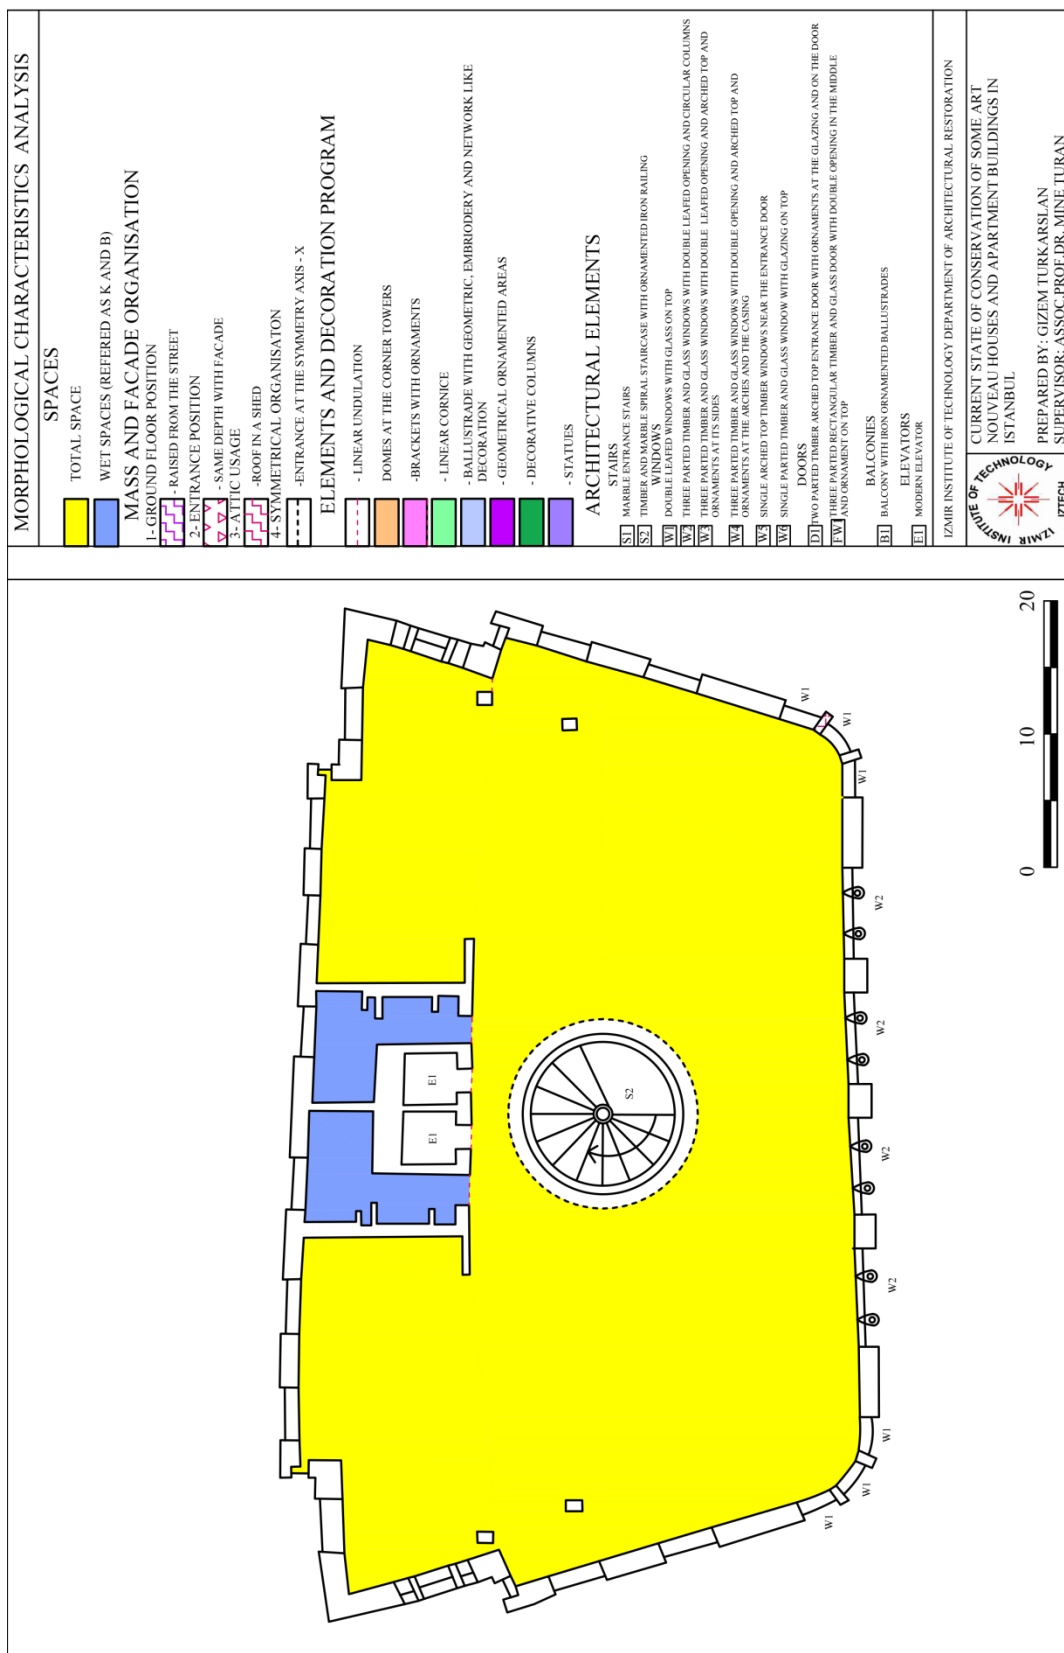 MORPHOLOGICAL CHARACTERISTICS ANALYSIS
SPACES
TOTAL SPACE
WET SPACES (REFERED AS K AND B)
MASS AND FACADE ORGANISATION
1- GROUND FLOOR POSITION
- RAISED FROM THE STREET
2- ENTRANCE POSITION
- SAME DEPTH WITH FACADE
3- ATTIC USAGE
-ROOF IN A SHED
4- SYMMETRICAL ORGANISATON
-ENTRANCE AT THE SYMMETRY AXIS - X
ELEMENTS AND DECORATION PROGRAM
- LINEAR UNDULATION
DOMES AT THE CORNER TOWERS
-BRACKETS WITH ORNAMENTS
- LINEAR CORNICE
- BALLUSTRADE WITH GEOMETRIC, EMBRIODERY AND NETWORK LIKE
DECORATION
- GEOMETRICAL ORNAMENTED AREAS
- DECORATIVE COLUMNS
- STATUES
ARCHITECTURAL ELEMENTS
STAIRS
S1 MARBLE ENTRANCE STAIRS
S2 TIMBER AND MARBLE SPIRAL STAIRCASE WITH ORNAMENTED IRON RAILING
WINDOWS
W1 DOUBLE LEAFED WINDOWS WITH GLASS ON TOP
W2 THREE PARTED TIMBER AND GLASS WINDOWS WITH DOUBLE LEAFED OPENING AND CIRCULAR COLUMNS
W3 THREE PARTED TIMBER AND GLASS WINDOWS WITH DOUBLE LEAFED OPENING AND ARCHED TOP AND
ORNAMENTS AT ITS SIDES
W4 THREE PARTED TIMBER AND GLASS WINDOWS WITH DOUBLE OPENING AND ARCHED TOP AND
ORNAMENTS AT THE ARCHES AND THE CASING
W5 SINGLE ARCHED TOP TIMBER WINDOWS NEAR THE ENTRANCE DOOR
W6 SINGLE PARTED TIMBER AND GLASS WINDOW WITH GLAZING ON TOP
DOORS
D1 TWO PARTED TIMBER ARCHED TOP ENTRANCE DOOR WITH ORNAMENTS AT THE GLAZING AND ON THE DOOR
FW1 THREE PARTED RECTANGULAR TIMBER AND GLASS DOOR WITH DOUBLE OPENING IN THE MIDDLE
AND ORNAMENT ON TOP
BALCONIES
B1 BALCONY WITH IRON ORNAMENTED BALLUSTRADES
ELEVATORS
E1 MODERN ELEVATOR
IZMIR INSTITUTE OF TECHNOLOGY DEPARTMENT OF ARCHITECTURAL RESTORATION
IZMIR INSTITUTE OF TECHNOLOGY
IZTECH
CURRENT STATE OF CONSERVATION OF SOME ART
NOUVEAU HOUSES AND APARTMENT BUILDINGS IN
ISTANBUL
PREPARED BY: GIZEM TURKARSLAN
SUPERVISOR: ASSOC.PROF.DR. MINE TURAN
E1
E1
S2
W1
W1
W1
W2
W2
W2
W2
W1
W1
W1
0
10
20